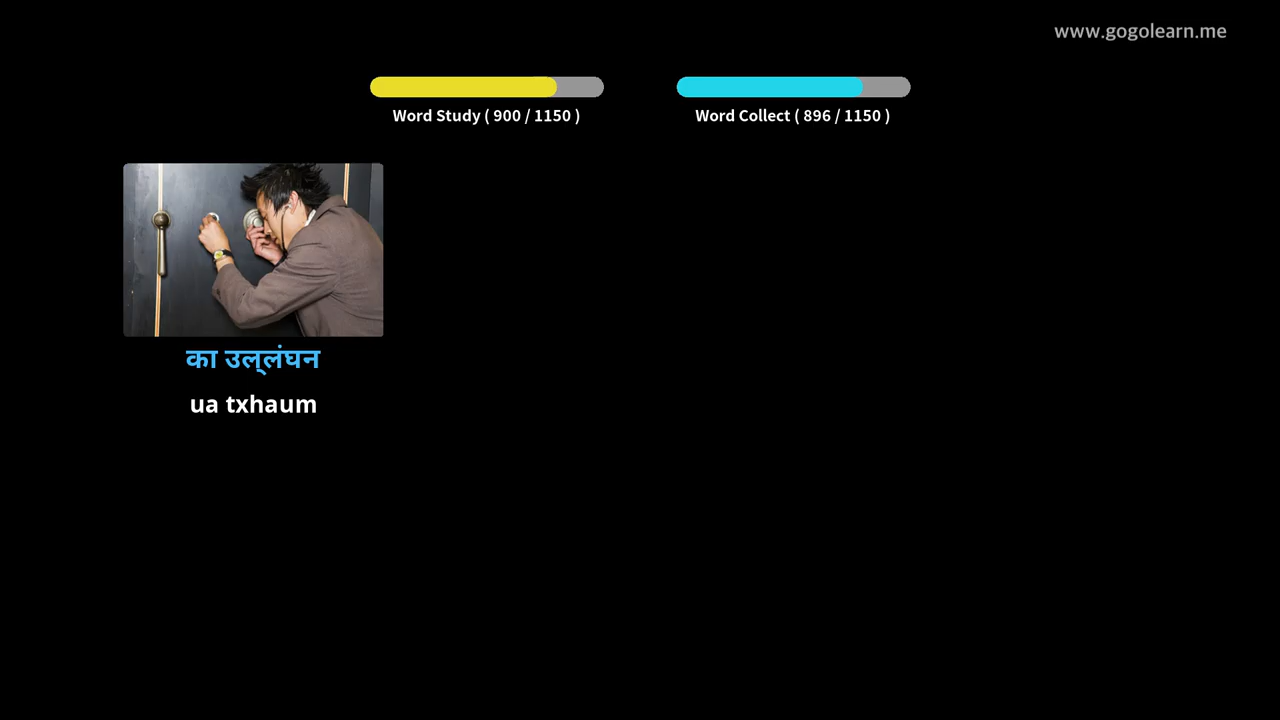 www.gogolearn.me
Word Study ( 900 / 1150 )
Word Collect ( 896 / 1150 )
का उल्लंघन
ua txhaum